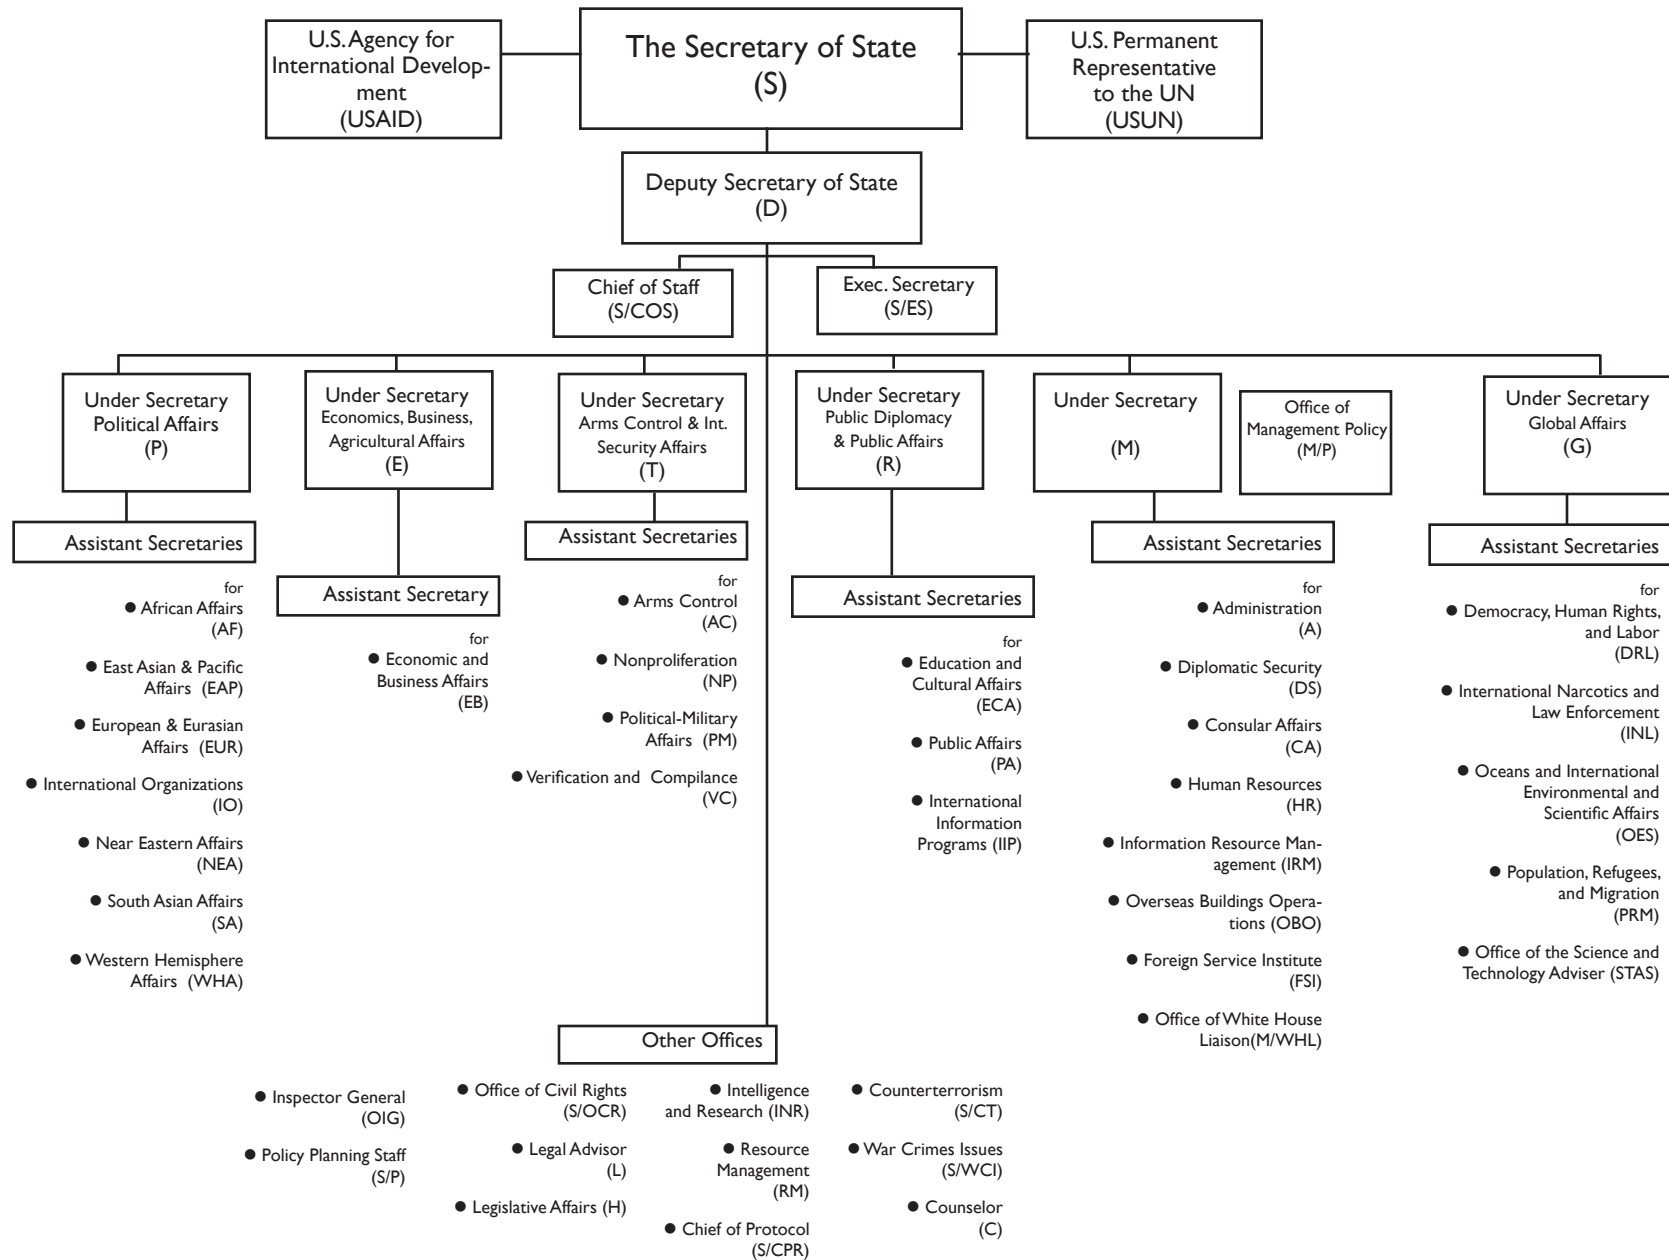 U.S. Agency for
International Develop-
ment
(USAID)
The Secretary of State
(S)
U.S. Permanent
Representative
to the UN
(USUN)
Deputy Secretary of State
(D)
Chief of Staff
(S/COS)
Exec. Secretary
(S/ES)
Under Secretary
Political Affairs
(P)
Under Secretary
Economics, Business,
Agricultural Affairs
(E)
Under Secretary
Arms Control & Int.
Security Affairs
(T)
Under Secretary
Public Diplomacy
& Public Affairs
(R)
Under Secretary
(M)
Office of
Management Policy
(M/P)
Under Secretary
Global Affairs
(G)
Assistant Secretaries
for
● African Affairs
(AF)
● East Asian & Pacific
Affairs (EAP)
● European & Eurasian
Affairs (EUR)
● International Organizations
(IO)
● Near Eastern Affairs
(NEA)
● South Asian Affairs
(SA)
● Western Hemisphere
Affairs (WHA)
Assistant Secretary
for
● Economic and
Business Affairs
(EB)
Assistant Secretaries
for
● Arms Control
(AC)
● Nonproliferation
(NP)
● Political-Military
Affairs (PM)
● Verification and Compilance
(VC)
Assistant Secretaries
for
● Education and
Cultural Affairs
(ECA)
● Public Affairs
(PA)
● International
Information
Programs (IIP)
Assistant Secretaries
for
● Administration
(A)
● Diplomatic Security
(DS)
● Consular Affairs
(CA)
● Human Resources
(HR)
● Information Resource Man-
agement (IRM)
● Overseas Buildings Opera-
tions (OBO)
● Foreign Service Institute
(FSI)
● Office of White House
Liaison(M/WHL)
Assistant Secretaries
for
● Democracy, Human Rights,
and Labor
(DRL)
● International Narcotics and
Law Enforcement
(INL)
● Oceans and International
Environmental and
Scientific Affairs
(OES)
● Population, Refugees,
and Migration
(PRM)
● Office of the Science and
Technology Adviser (STAS)
Other Offices
● Inspector General
(OIG)
● Policy Planning Staff
(S/P)
● Office of Civil Rights
(S/OCR)
● Legal Advisor
(L)
● Legislative Affairs (H)
● Intelligence
and Research (INR)
● Resource
Management
(RM)
● Chief of Protocol
(S/CPR)
● Counterterrorism
(S/CT)
● War Crimes Issues
(S/WCI)
● Counselor
(C)